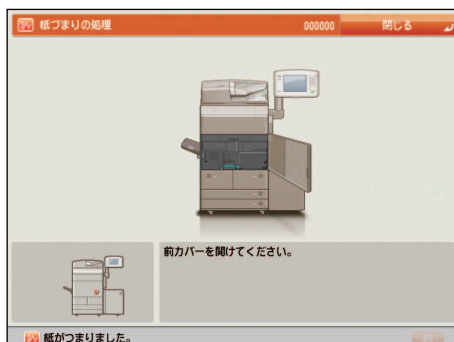 紙づまりの処理
000000
閉じる
前カバーを開けてください。
紙がつまりました。